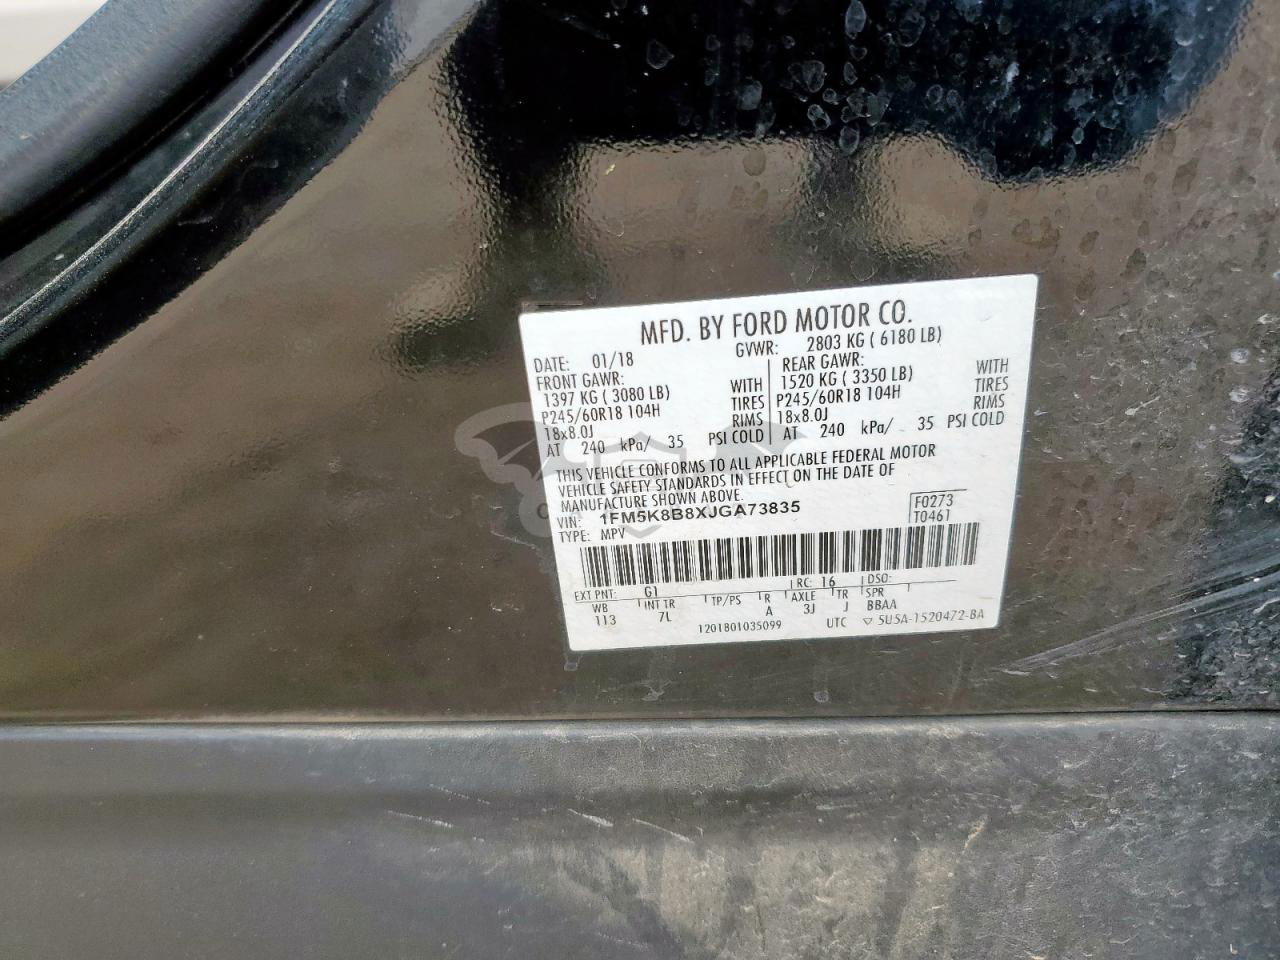 MFD. BY FORD MOTOR CO.
DATE: 01/18 GVWR: 2803 KG ( 6180 LB)
FRONT GAWR: REAR GAWR:
1397 KG ( 3080 LB) WITH 1520 KG ( 3350 LB) WITH
P245/60R18 104H TIRES P245/60R18 104H TIRES
18x8.0J RIMS 18x8.0J RIMS
AT 240 kPa/ 35 PSI COLD AT 240 kPa/ 35 PSI COLD
THIS VEHICLE CONFORMS TO ALL APPLICABLE FEDERAL MOTOR
VEHICLE SAFETY STANDARDS IN EFFECT ON THE DATE OF
MANUFACTURE SHOWN ABOVE.
VIN: 1FM5K8B8XJGA73835 F0273
TYPE: MPV T0461
EXT PNT: G1 RC: 16 DSO:
WB INT TR TP/PS R AXLE TR SPR
113 7L A 3J J BBAA
1201801035099 UTC ▽ 5U5A-1520472-BA